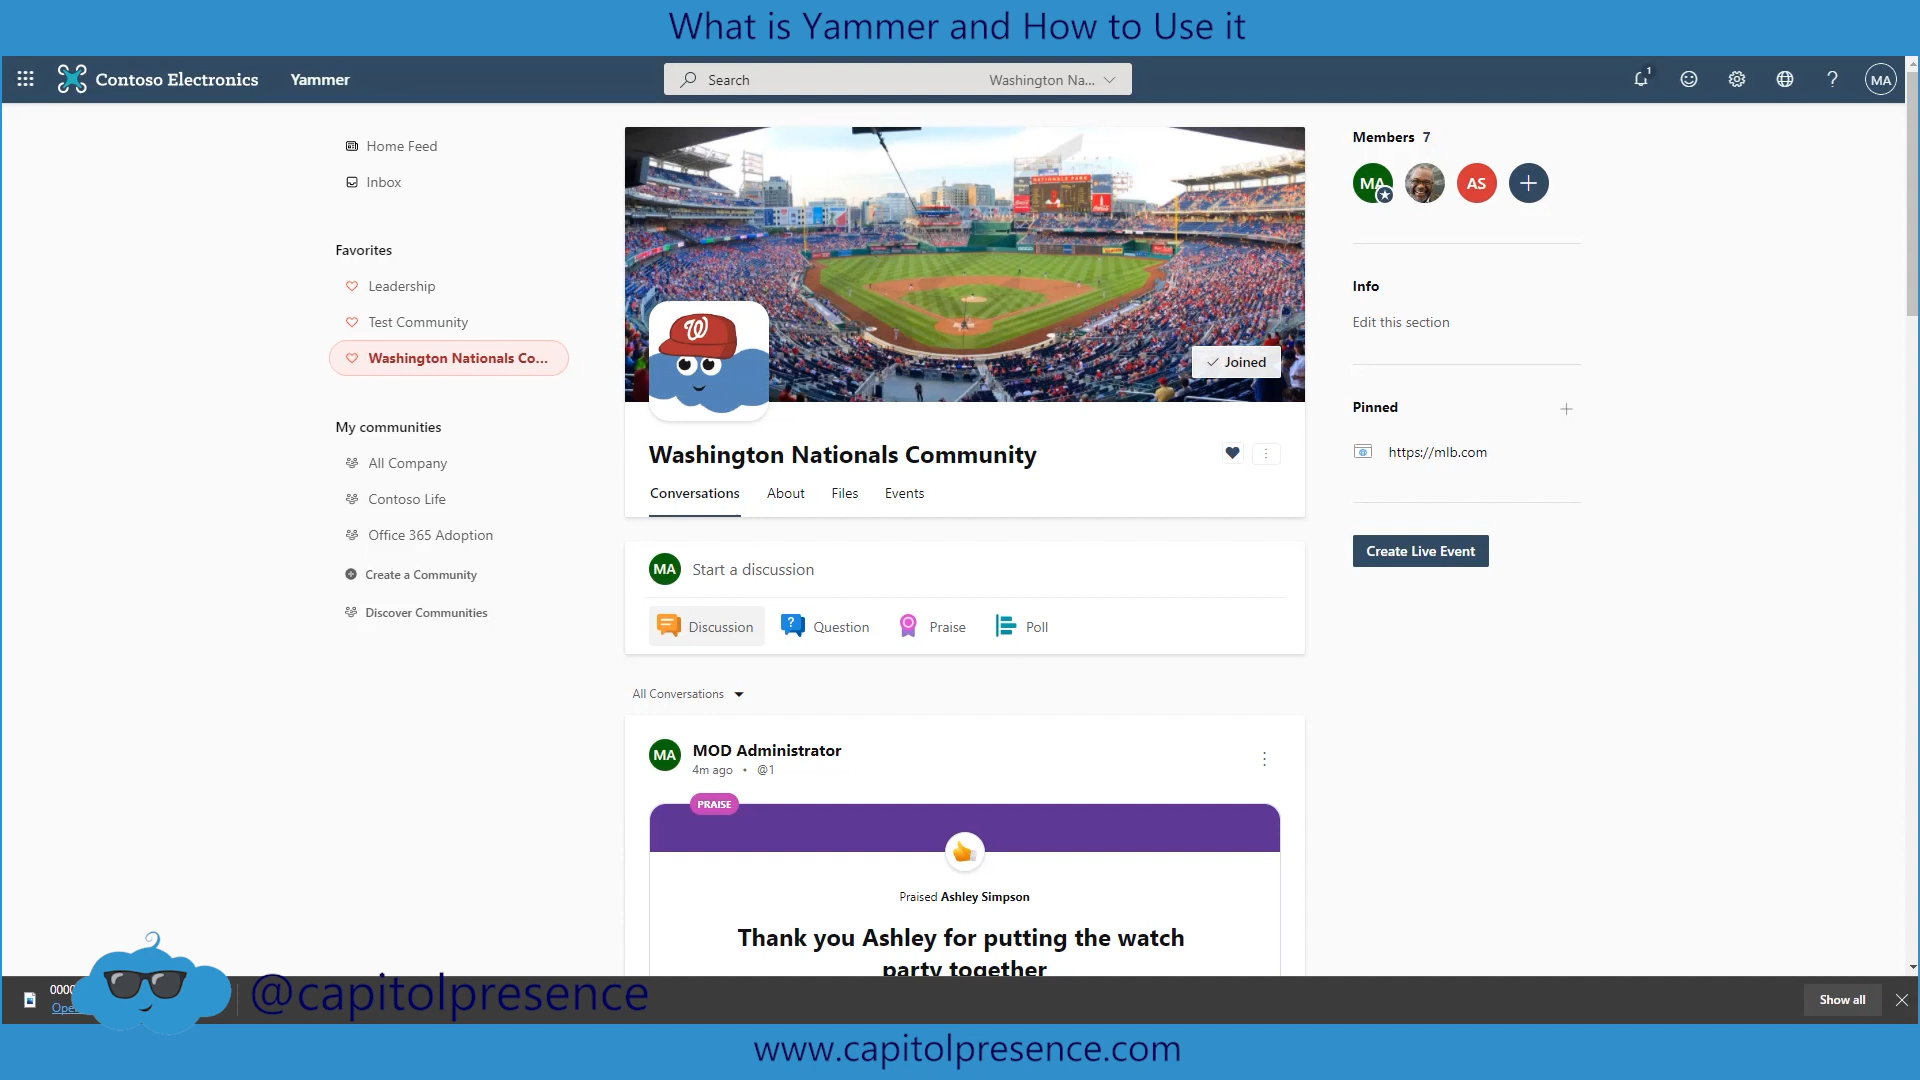 What is Yammer and How to Use it
Contoso Electronics
Yammer
Search
Washington Na...
1
MA
Home Feed
Inbox
Favorites
Leadership
Test Community
Washington Nationals Co...
My communities
All Company
Contoso Life
Office 365 Adoption
Create a Community
Discover Communities
NATIONALS PARK
W
Joined
Washington Nationals Community
Conversations About Files Events
MA Start a discussion
Discussion Question Praise Poll
All Conversations
MA MOD Administrator
4m ago • @1
PRAISE
Praised Ashley Simpson
Thank you Ashley for putting the watch
party together
Members 7
MA AS
Info
Edit this section
Pinned
https://mlb.com
Create Live Event
@capitolpresence
Show all
www.capitolpresence.com